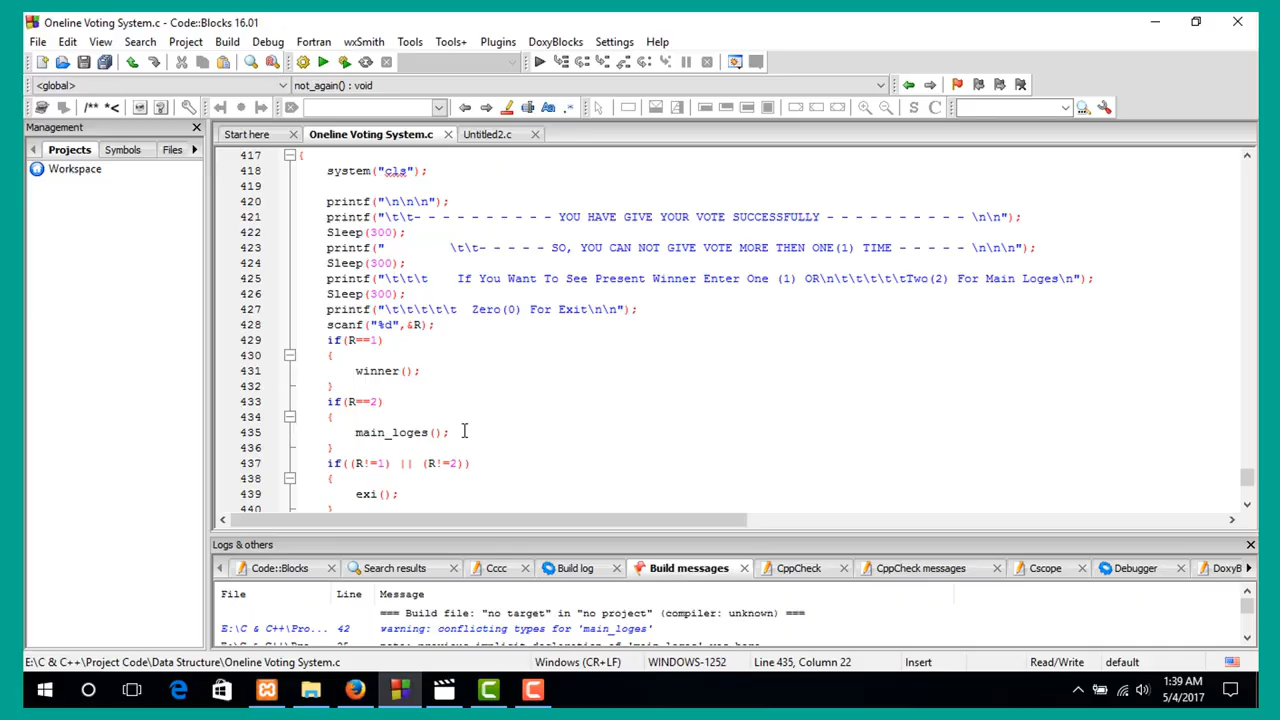 Oneline Voting System.c - Code::Blocks 16.01
File Edit View Search Project Build Debug Fortran wxSmith Tools Tools+ Plugins DoxyBlocks Settings Help
<global> not_again() : void
/** *< Aa .* S C
Management
Start here Oneline Voting System.c Untitled2.c
Projects Symbols Files
Workspace
417 {
418 system("cls");
419
420 printf("\n\n\n");
421 printf("\t\t- - - - - - - - - - YOU HAVE GIVE YOUR VOTE SUCCESSFULLY - - - - - - - - - - \n\n");
422 Sleep(300);
423 printf(" \t\t- - - - - SO, YOU CAN NOT GIVE VOTE MORE THEN ONE(1) TIME - - - - - \n\n\n");
424 Sleep(300);
425 printf("\t\t\t If You Want To See Present Winner Enter One (1) OR\n\t\t\t\t\tTwo(2) For Main Loges\n");
426 Sleep(300);
427 printf("\t\t\t\t\t Zero(0) For Exit\n\n");
428 scanf("%d",&R);
429 if(R==1)
430 {
431 winner();
432 }
433 if(R==2)
434 {
435 main_loges();
436 }
437 if((R!=1) || (R!=2))
438 {
439 exi();
440 }
Logs & others
Code::Blocks Search results Cccc Build log Build messages CppCheck CppCheck messages Cscope Debugger DoxyB
File Line Message
=== Build file: "no target" in "no project" (compiler: unknown) ===
E:\C & C++\Pro... 42 warning: conflicting types for 'main_loges'
E:\C & C++\Project Code\Data Structure\Oneline Voting System.c Windows (CR+LF) WINDOWS-1252 Line 435, Column 22 Insert Read/Write default
1:39 AM
5/4/2017